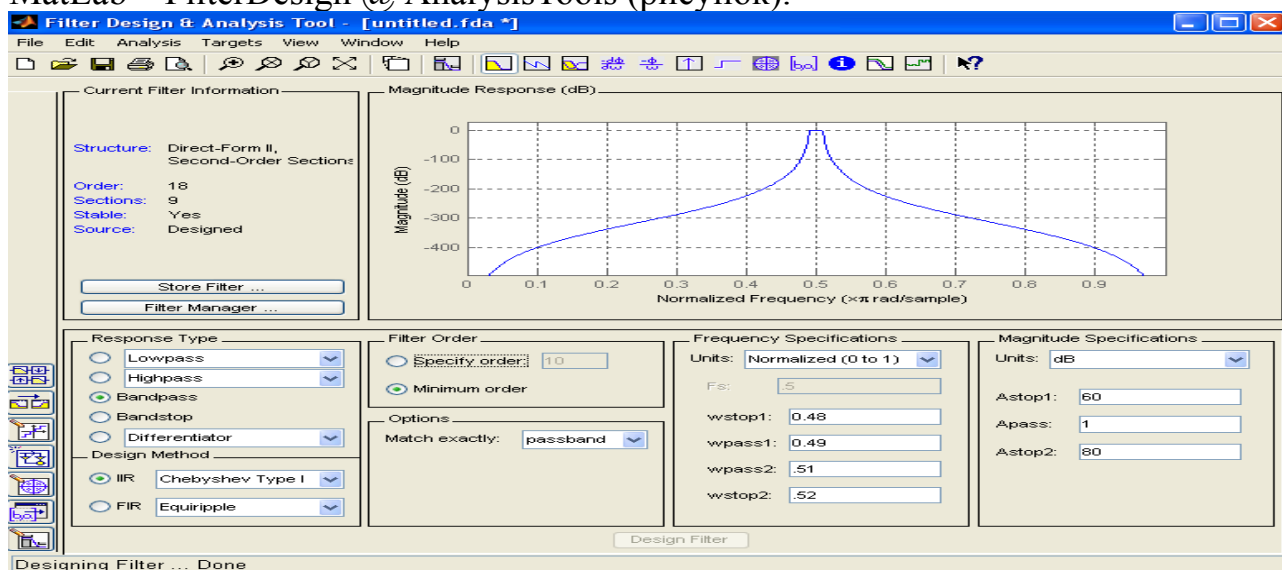 MatLab – FilterDesign @ AnalysisTools (рисунок).
Filter Design & Analysis Tool - [untitled.fda *]
File Edit Analysis Targets View Window Help
Current Filter Information
Structure: Direct-Form II,
Second-Order Sections
Order: 18
Sections: 9
Stable: Yes
Source: Designed
Store Filter ...
Filter Manager ...
Magnitude Response (dB)
Magnitude (dB)
0
-100
-200
-300
-400
0 0.1 0.2 0.3 0.4 0.5 0.6 0.7 0.8 0.9
Normalized Frequency (×π rad/sample)
Response Type
Lowpass
Highpass
Bandpass
Bandstop
Differentiator
Design Method
IIR Chebyshev Type I
FIR Equiripple
Filter Order
Specify order: 10
Minimum order
Options
Match exactly: passband
Frequency Specifications
Units: Normalized (0 to 1)
Fs: .5
wstop1: 0.48
wpass1: 0.49
wpass2: .51
wstop2: .52
Magnitude Specifications
Units: dB
Astop1: 60
Apass: 1
Astop2: 80
Design Filter
Designing Filter ... Done